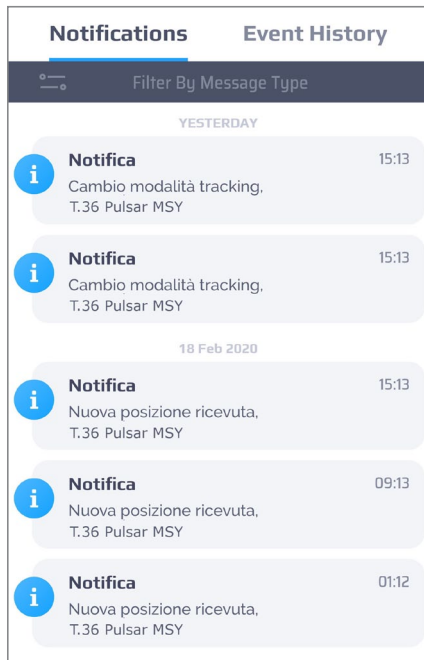 Notifications Event History
Filter By Message Type
YESTERDAY
Notifica 15:13
Cambio modalità tracking,
T.36 Pulsar MSY
Notifica 15:13
Cambio modalità tracking,
T.36 Pulsar MSY
18 Feb 2020
Notifica 15:13
Nuova posizione ricevuta,
T.36 Pulsar MSY
Notifica 09:13
Nuova posizione ricevuta,
T.36 Pulsar MSY
Notifica 01:12
Nuova posizione ricevuta,
T.36 Pulsar MSY